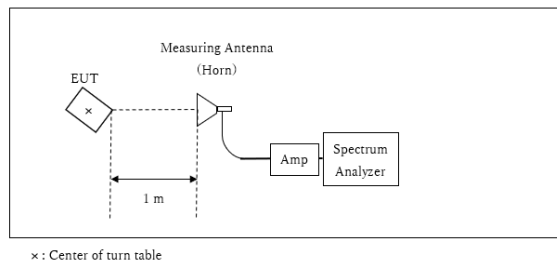 Measuring Antenna
(Horn)
EUT
×
Amp
Spectrum
Analyzer
1 m
× : Center of turn table